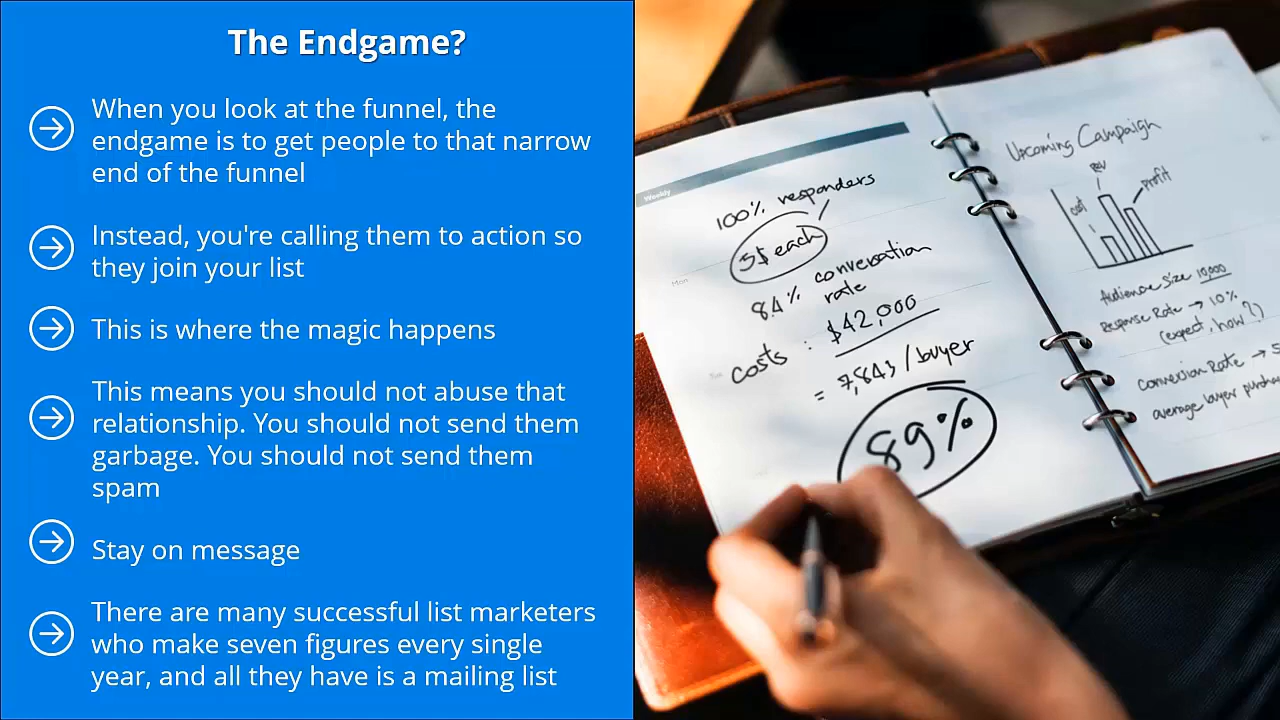 The Endgame?
When you look at the funnel, the
endgame is to get people to that narrow
end of the funnel
Instead, you're calling them to action so
they join your list
This is where the magic happens
This means you should not abuse that
relationship. You should not send them
garbage. You should not send them
spam
Stay on message
There are many successful list marketers
who make seven figures every single
year, and all they have is a mailing list
Weekly
100% responders
5$ each
Mon
8.4% conversation
rate
costs : $42,000
= 7,843 / buyer
89%
Upcoming Campaign
cost
profit
Audience Size 10,000
Response Rate → 10%
(expect, how?)
Conversion Rate →
average buyer